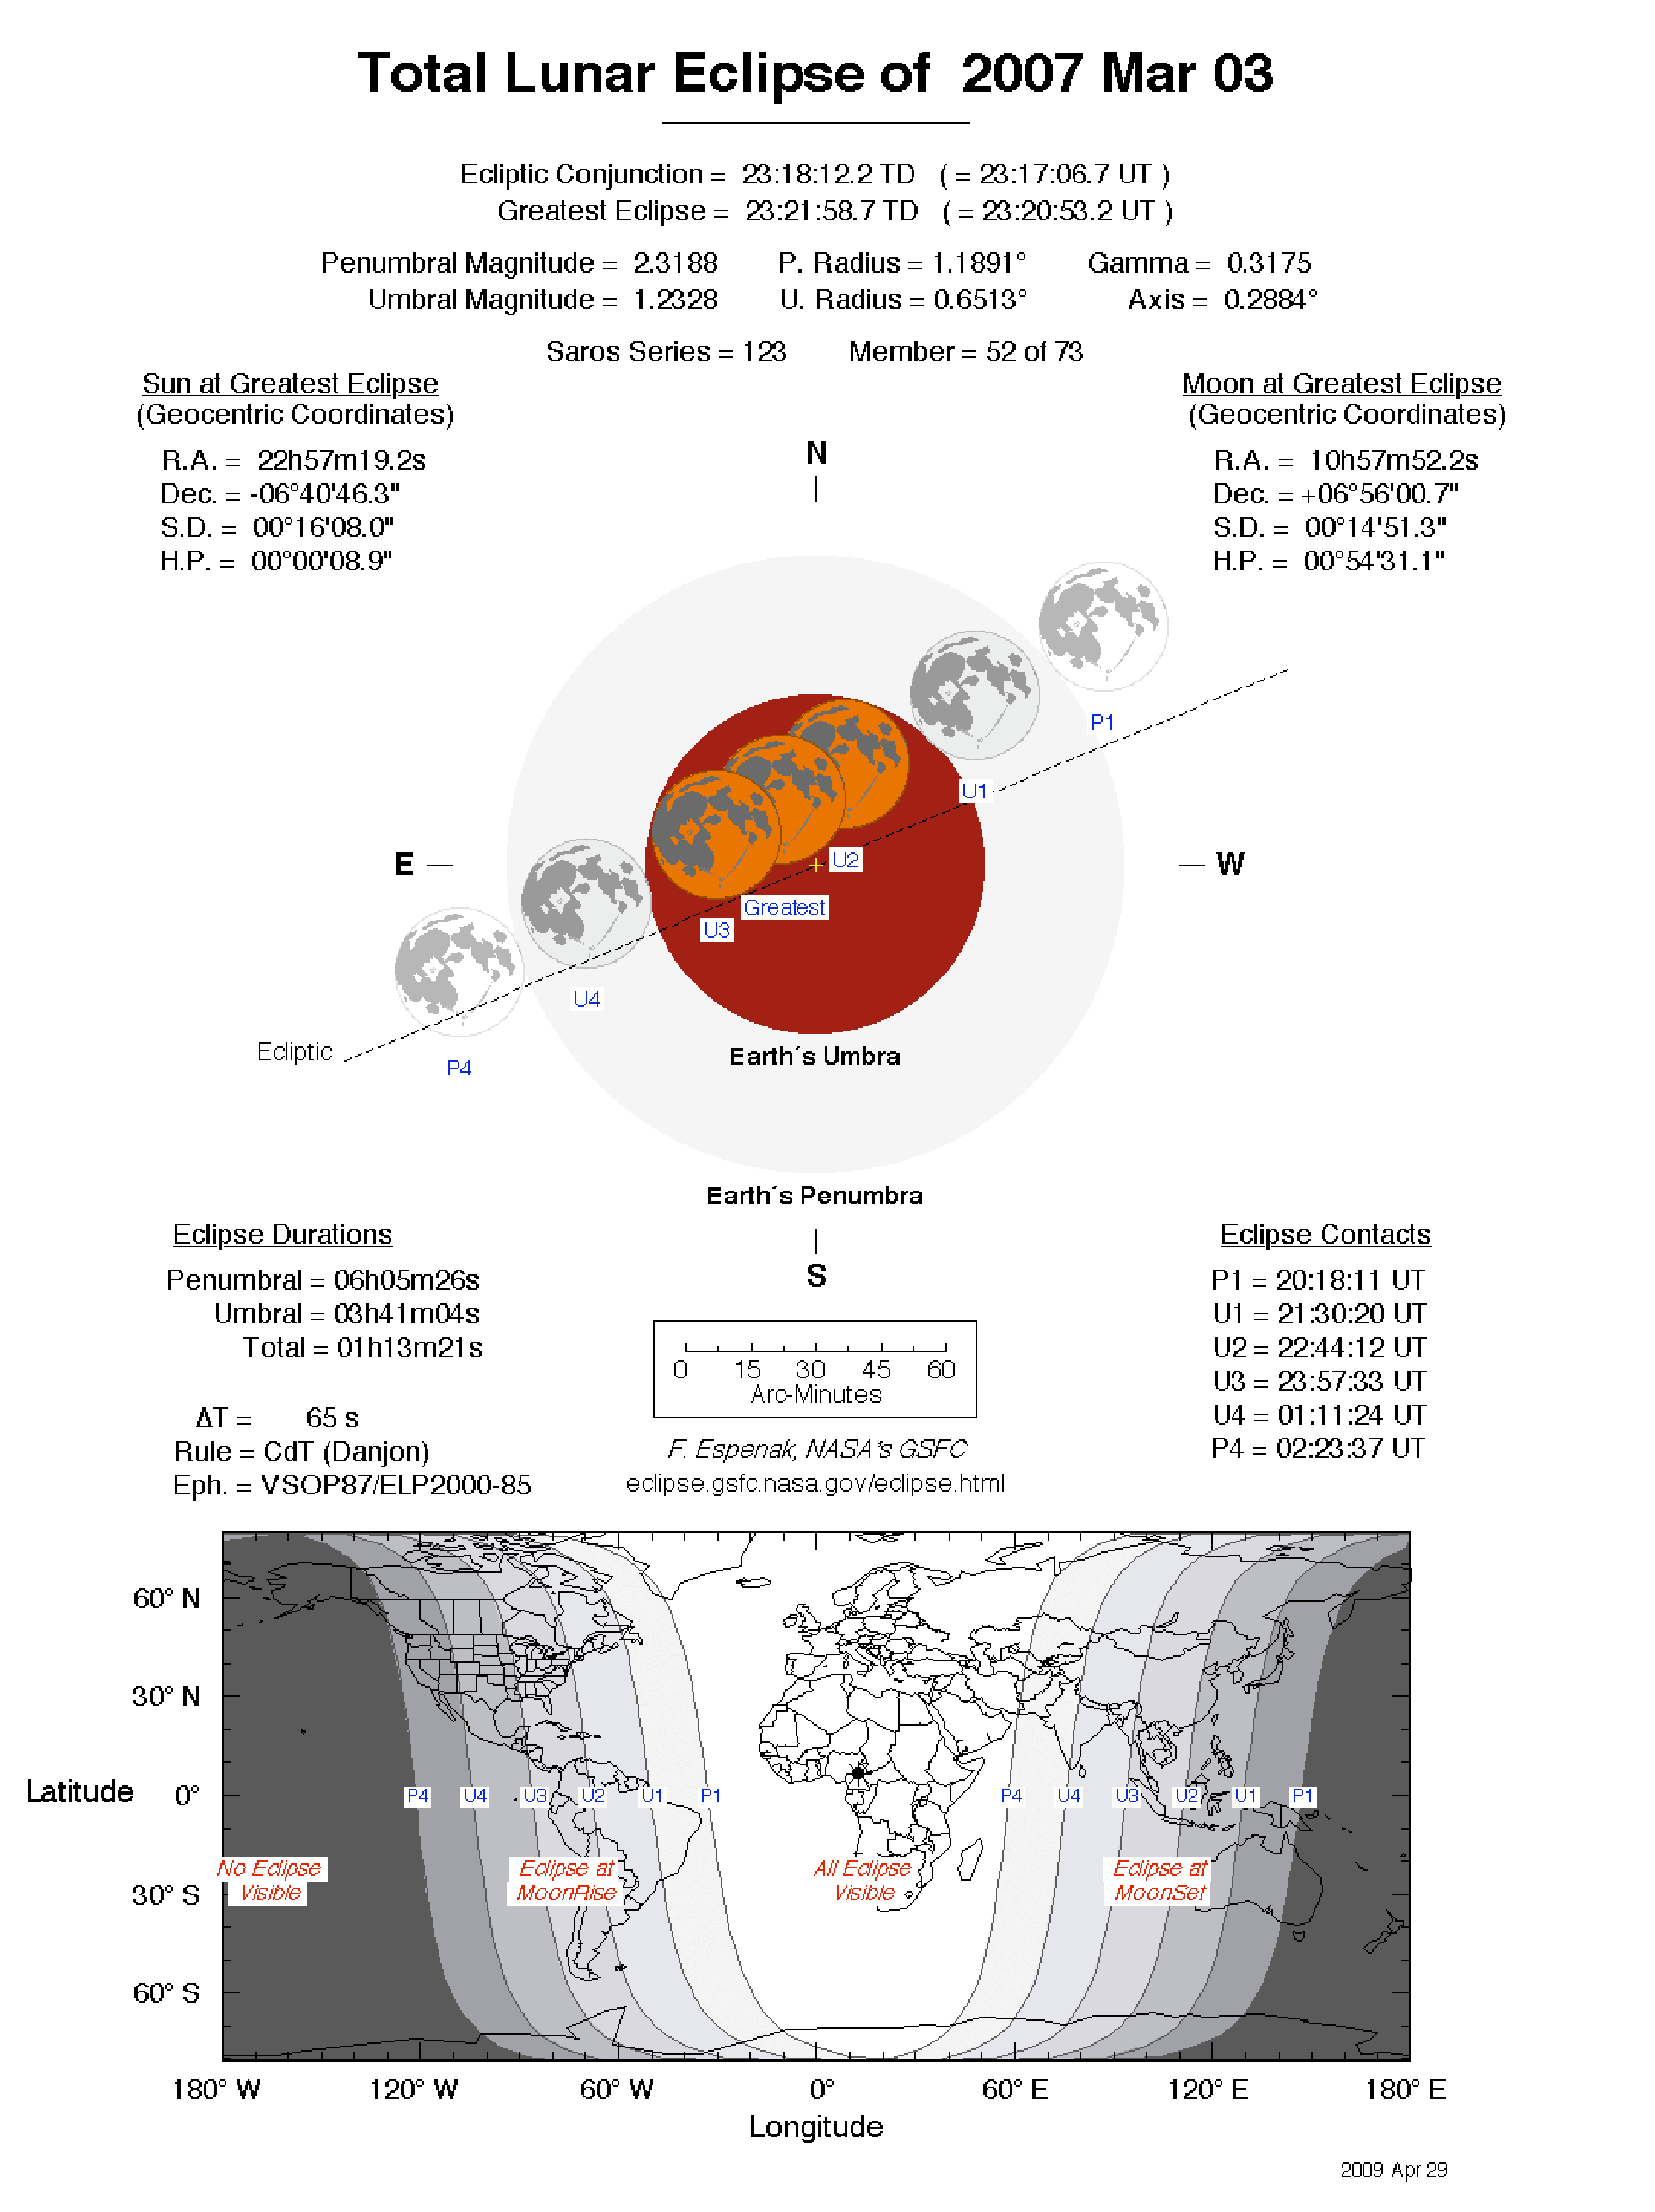 Total Lunar Eclipse of 2007 Mar 03
Ecliptic Conjunction = 23:18:12.2 TD ( = 23:17:06.7 UT )
Greatest Eclipse = 23:21:58.7 TD ( = 23:20:53.2 UT )
Penumbral Magnitude = 2.3188 P. Radius = 1.1891° Gamma = 0.3175
Umbral Magnitude = 1.2328 U. Radius = 0.6513° Axis = 0.2884°
Saros Series = 123 Member = 52 of 73
Sun at Greatest Eclipse
(Geocentric Coordinates)
R.A. = 22h57m19.2s
Dec. = -06°40'46.3"
S.D. = 00°16'08.0"
H.P. = 00°00'08.9"
Moon at Greatest Eclipse
(Geocentric Coordinates)
R.A. = 10h57m52.2s
Dec. = +06°56'00.7"
S.D. = 00°14'51.3"
H.P. = 00°54'31.1"
N
P1
U1
E
W
U2
Greatest
U3
U4
Ecliptic
P4
Earth´s Umbra
Earth´s Penumbra
S
Eclipse Durations
Penumbral = 06h05m26s
Umbral = 03h41m04s
Total = 01h13m21s
ΔT = 65 s
Rule = CdT (Danjon)
Eph. = VSOP87/ELP2000-85
0 15 30 45 60
Arc-Minutes
F. Espenak, NASA's GSFC
eclipse.gsfc.nasa.gov/eclipse.html
Eclipse Contacts
P1 = 20:18:11 UT
U1 = 21:30:20 UT
U2 = 22:44:12 UT
U3 = 23:57:33 UT
U4 = 01:11:24 UT
P4 = 02:23:37 UT
60° N
30° N
Latitude 0°
30° S
60° S
P4 U4 U3 U2 U1 P1 P4 U4 U3 U2 U1 P1
No Eclipse
Visible
Eclipse at
MoonRise
All Eclipse
Visible
Eclipse at
MoonSet
180° W 120° W 60° W 0° 60° E 120° E 180° E
Longitude
2009 Apr 29